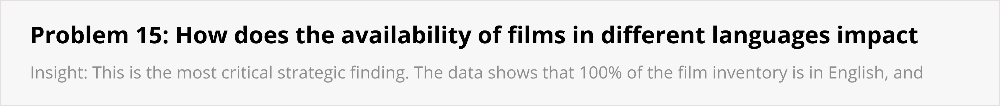 Problem 15: How does the availability of films in different languages impact
Insight: This is the most critical strategic finding. The data shows that 100% of the film inventory is in English, and